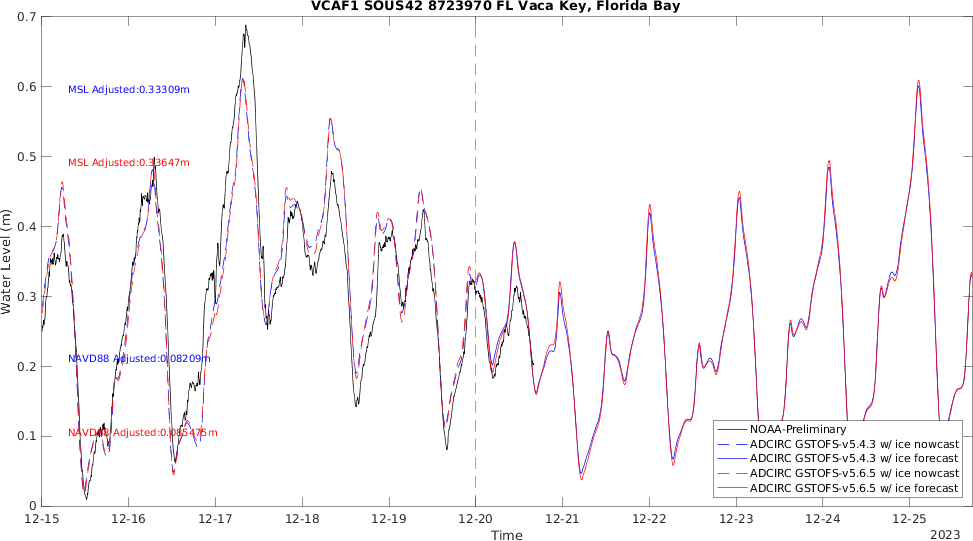 VCAF1 SOUS42 8723970 FL Vaca Key, Florida Bay
0.7
0.6
0.5
0.4
0.3
0.2
0.1
0
Water Level (m)
MSL Adjusted:0.33309m
MSL Adjusted:0.33647m
NAVD88 Adjusted:0.08209m
NAVD88 Adjusted:0.085475m
NOAA-Preliminary
ADCIRC GSTOFS-v5.4.3 w/ ice nowcast
ADCIRC GSTOFS-v5.4.3 w/ ice forecast
ADCIRC GSTOFS-v5.6.5 w/ ice nowcast
ADCIRC GSTOFS-v5.6.5 w/ ice forecast
12-15 12-16 12-17 12-18 12-19 12-20 12-21 12-22 12-23 12-24 12-25
Time
2023